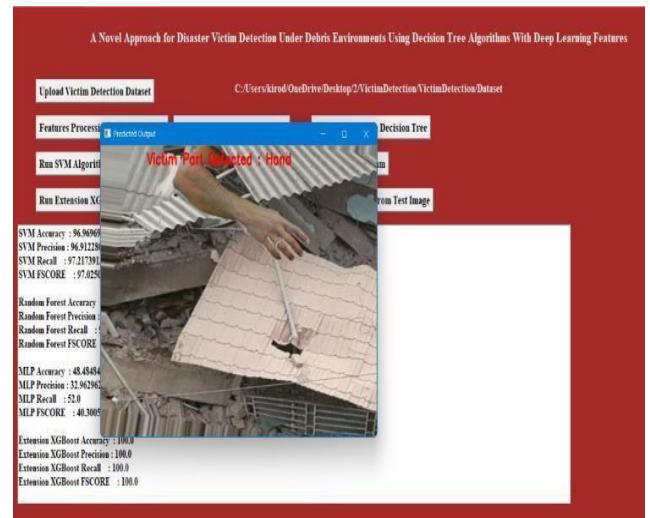 A Novel Approach for Disaster Victim Detection Under Debris Environments Using Decision Tree Algorithms With Deep Learning Features
Upload Victim Detection Dataset
C:/Users/kirod/OneDrive/Desktop/2/VictimDetection/VictimDetection/Dataset
Features Processi
Decision Tree
Predicted Output
Victim Part Detected : Hand
Run SVM Algorith
Run Extension XG
rom Test Image
SVM Accuracy : 96.96969
SVM Precision : 96.912280
SVM Recall : 97.217391
SVM FSCORE : 97.0250
Random Forest Accuracy
Random Forest Precision :
Random Forest Recall :
Random Forest FSCORE
MLP Accuracy : 48.48484
MLP Precision : 32.962962
MLP Recall : 52.0
MLP FSCORE : 40.3005
Extension XGBoost Accuracy : 100.0
Extension XGBoost Precision : 100.0
Extension XGBoost Recall : 100.0
Extension XGBoost FSCORE : 100.0